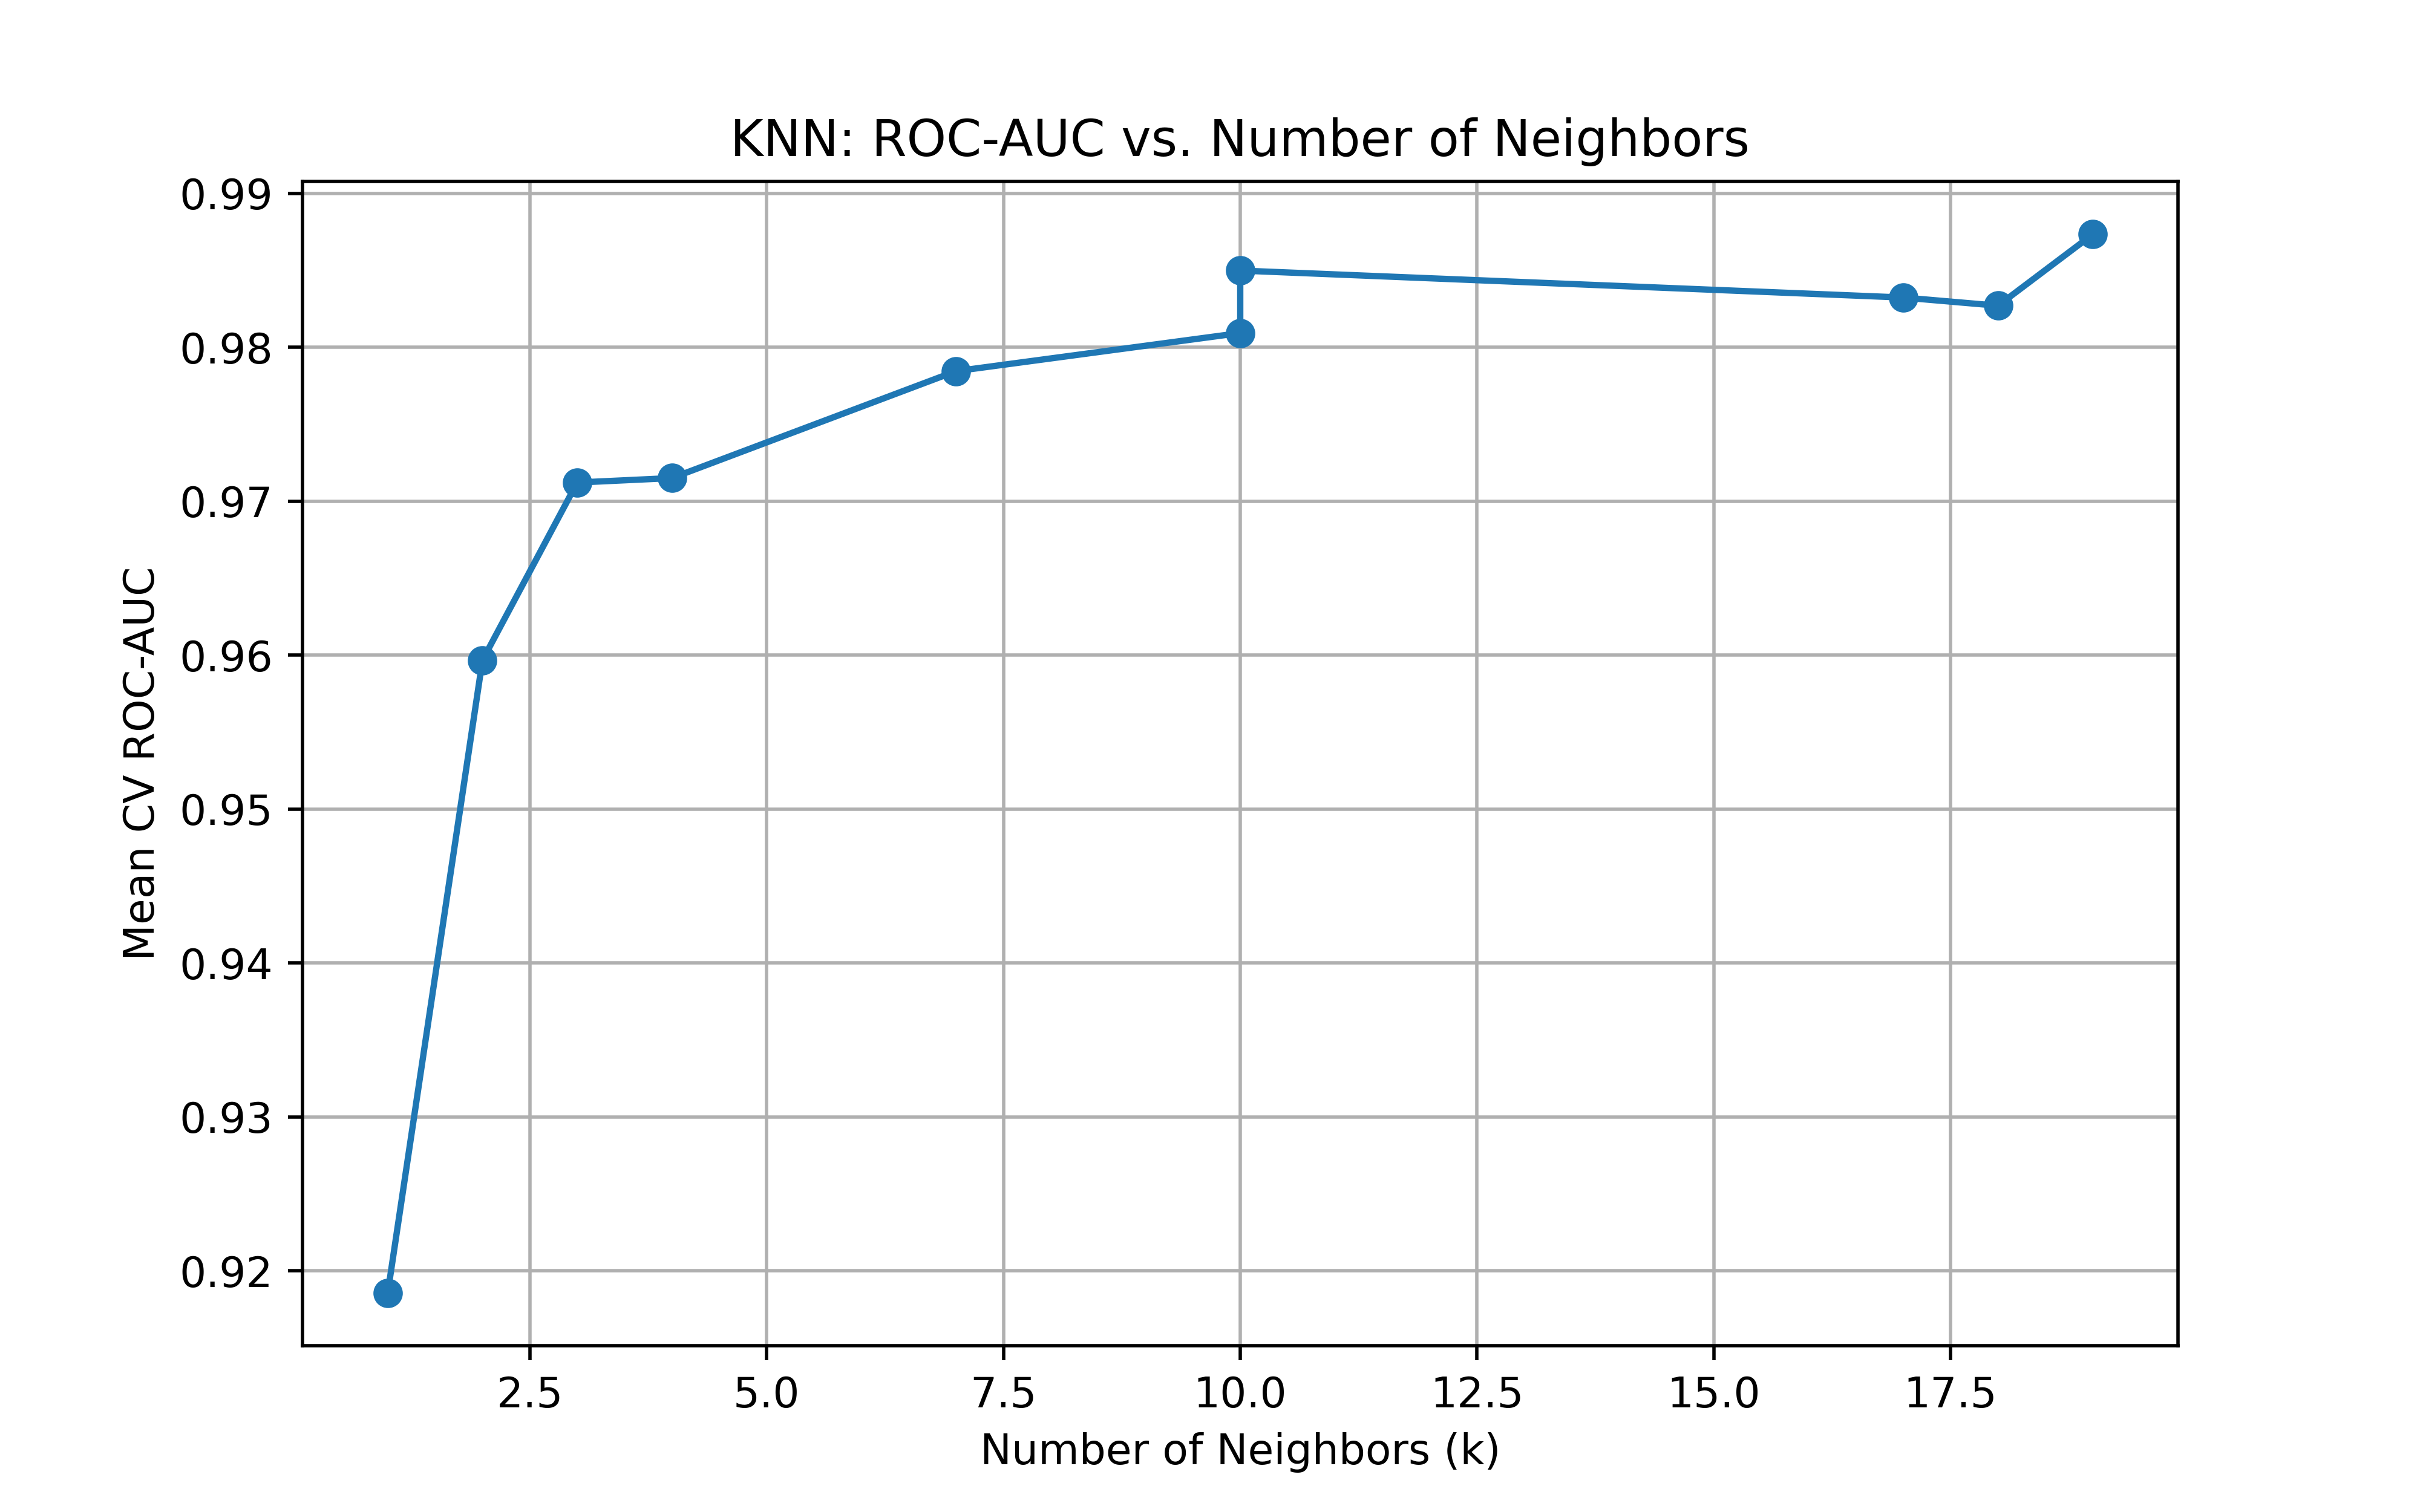 KNN: ROC-AUC vs. Number of Neighbors
0.99
0.98
0.97
0.96
0.95
0.94
0.93
0.92
Mean CV ROC-AUC
2.5 5.0 7.5 10.0 12.5 15.0 17.5
Number of Neighbors (k)